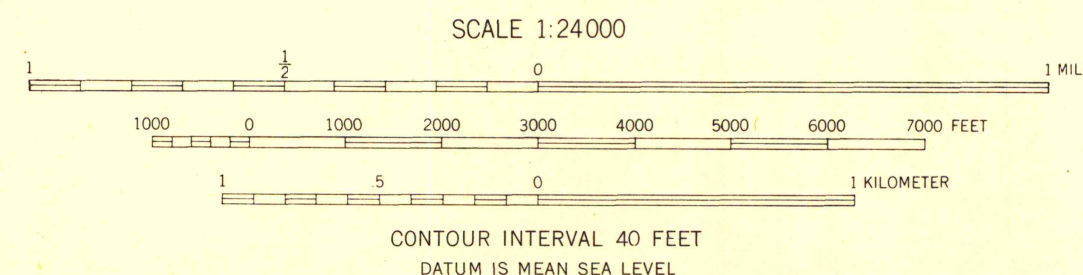 SCALE 1:24000
1 1/2 0 1 MIL
1000 0 1000 2000 3000 4000 5000 6000 7000 FEET
1 .5 0 1 KILOMETER
CONTOUR INTERVAL 40 FEET
DATUM IS MEAN SEA LEVEL